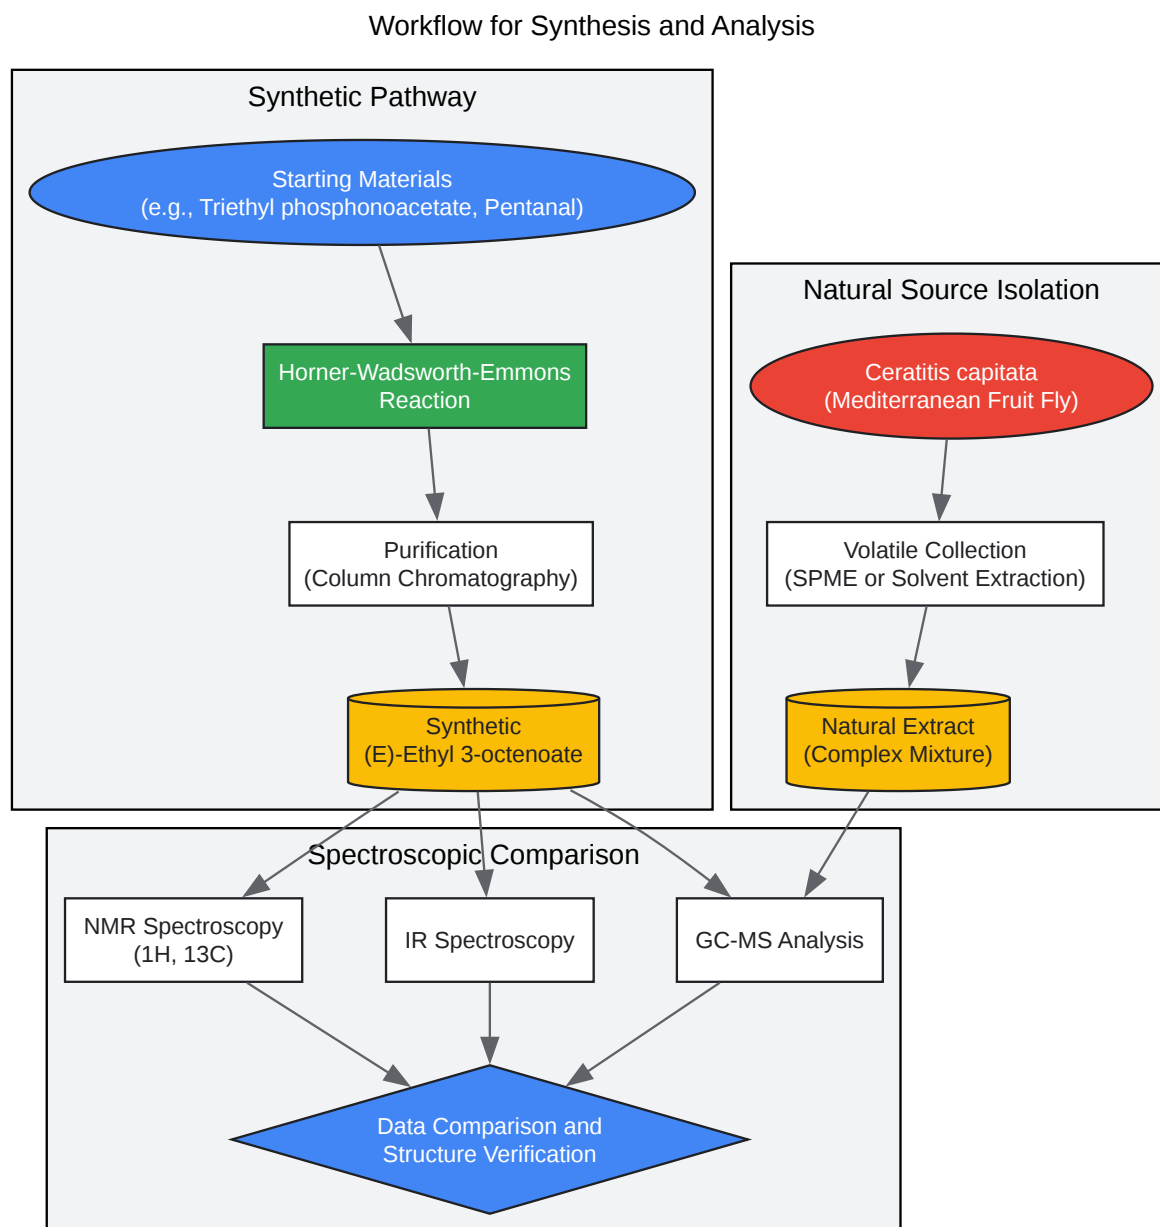 Workflow for Synthesis and Analysis
Synthetic Pathway
Starting Materials
(e.g., Triethyl phosphonoacetate, Pentanal)
Horner-Wadsworth-Emmons
Reaction
Purification
(Column Chromatography)
Synthetic
(E)-Ethyl 3-octenoate
Natural Source Isolation
Ceratitis capitata
(Mediterranean Fruit Fly)
Volatile Collection
(SPME or Solvent Extraction)
Natural Extract
(Complex Mixture)
Spectroscopic Comparison
NMR Spectroscopy
(1H, 13C)
IR Spectroscopy
GC-MS Analysis
Data Comparison and
Structure Verification